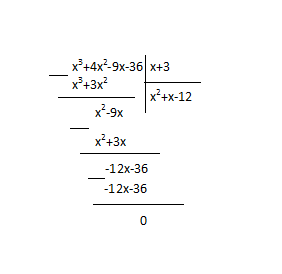 x³+4x²-9x-36 x+3
x³+3x²
x²+x-12
x²-9x
x²+3x
-12x-36
-12x-36
0